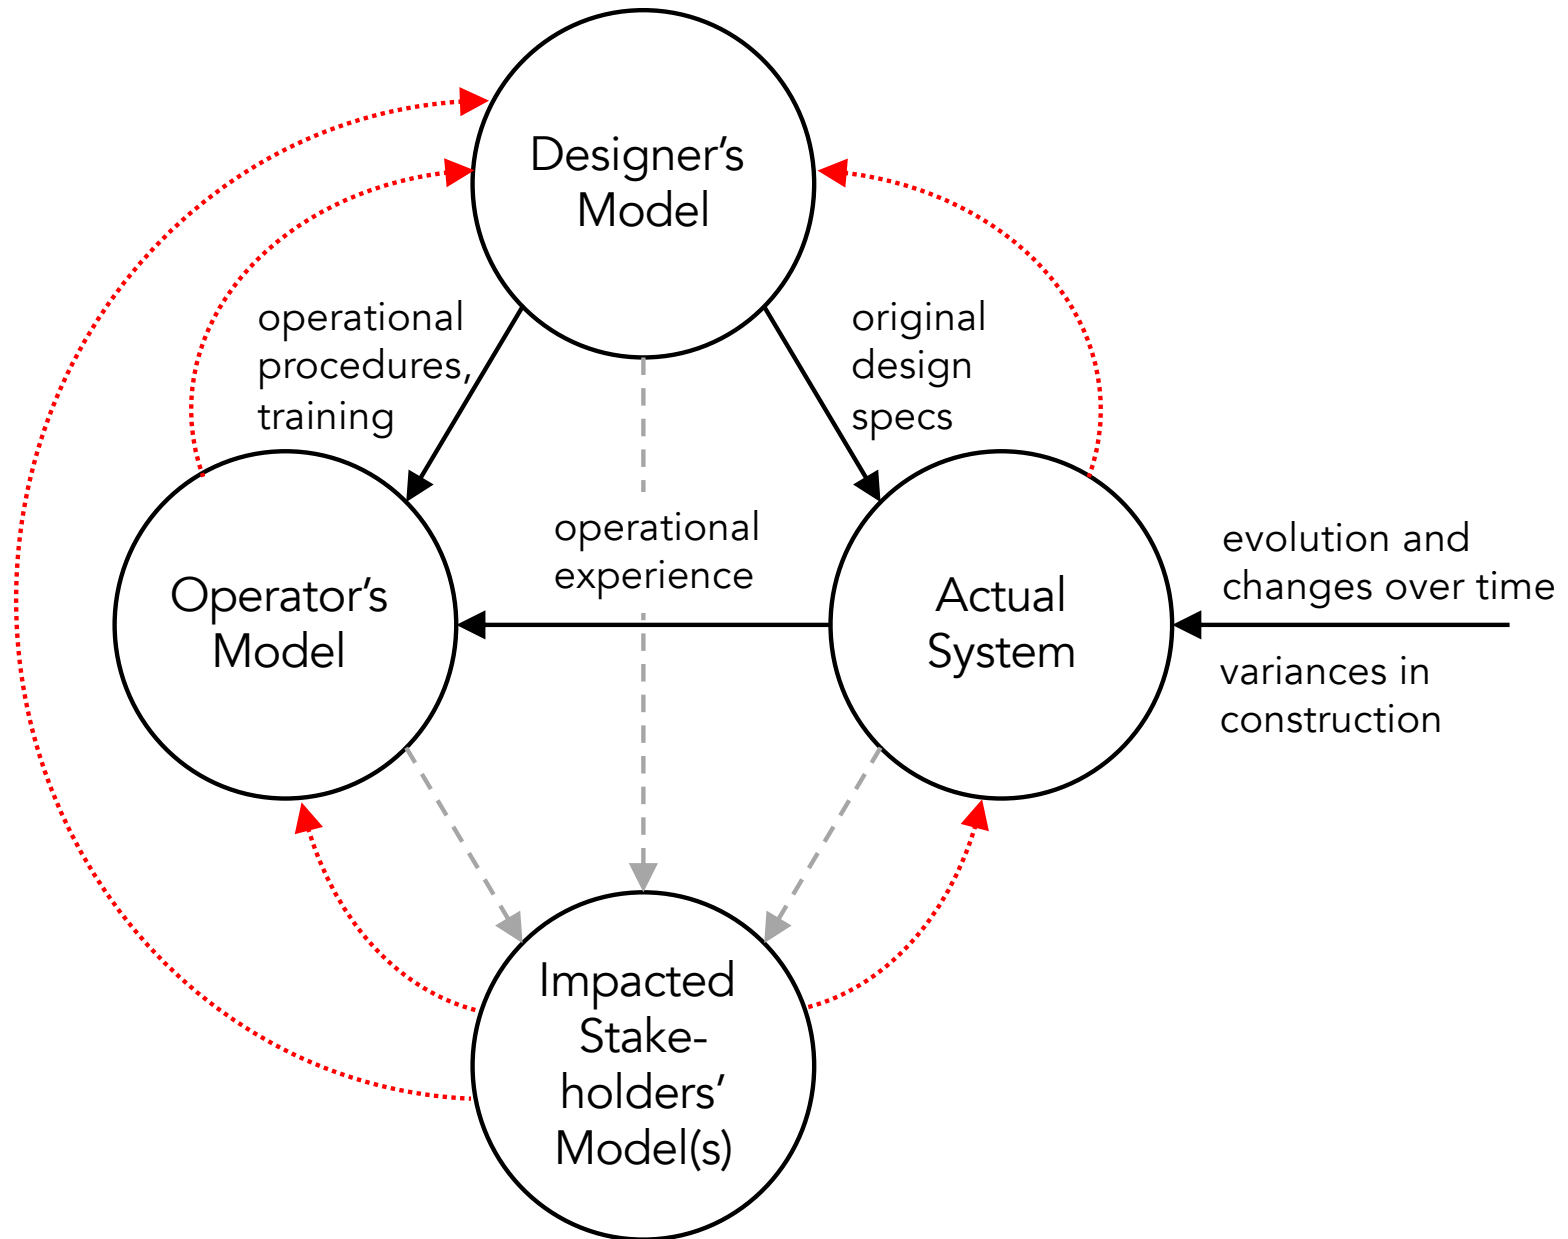 Designer’s
Model
operational
procedures,
training
original
design
specs
operational
experience
evolution and
changes over time
Operator’s
Model
Actual
System
variances in
construction
Impacted
Stake-
holders’
Model(s)